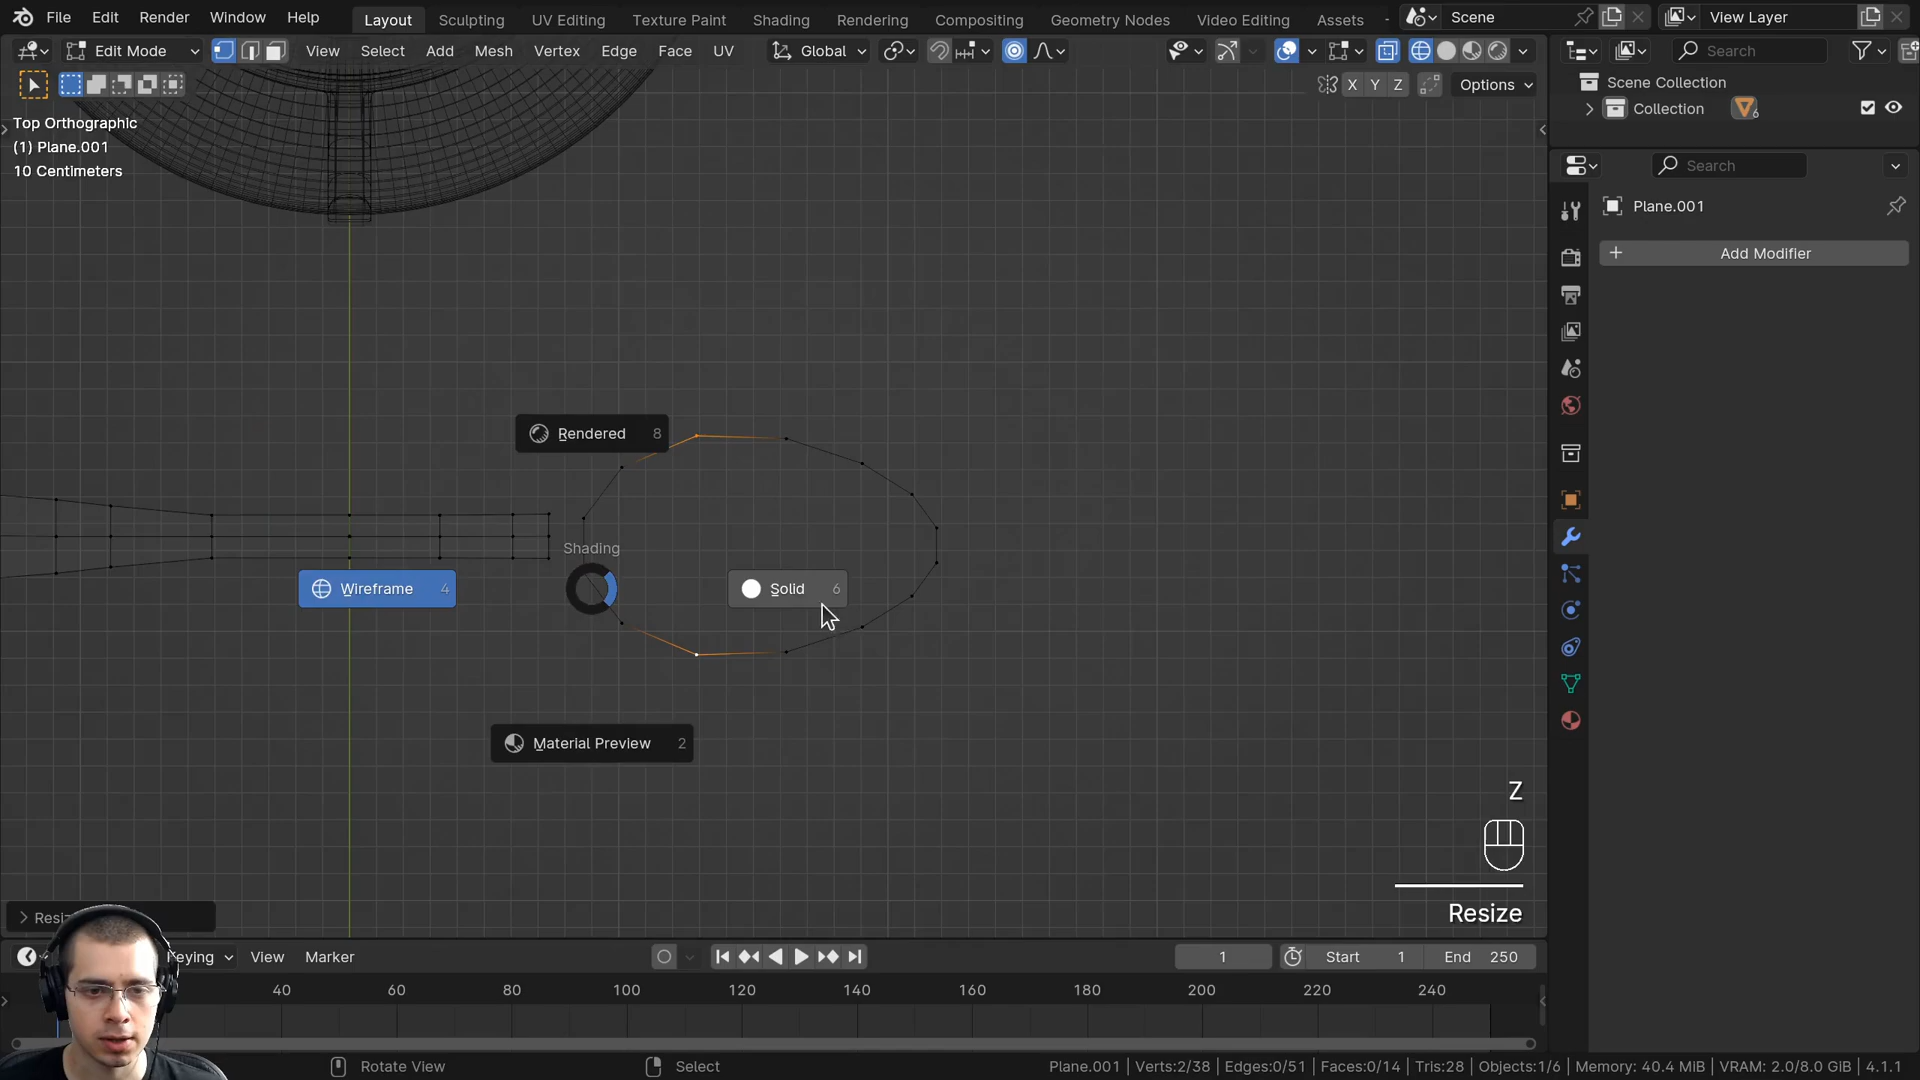 File Edit Render Window Help Layout Sculpting UV Editing Texture Paint Shading Rendering Compositing Geometry Nodes Video Editing Assets Scene View Layer
Edit Mode View Select Add Mesh Vertex Edge Face UV Global Search
X Y Z Options
Scene Collection
Collection 6
Top Orthographic
(1) Plane.001
10 Centimeters
Search
Plane.001
Add Modifier
Rendered 8
Shading
Wireframe 4
Solid 6
Material Preview 2
Z
Resize
Keying View Marker 1 Start 1 End 250
40 60 80 100 120 140 160 180 200 220 240
Rotate View Select Plane.001 | Verts:2/38 | Edges:0/51 | Faces:0/14 | Tris:28 | Objects:1/6 | Memory: 40.4 MiB | VRAM: 2.0/8.0 GiB | 4.1.1